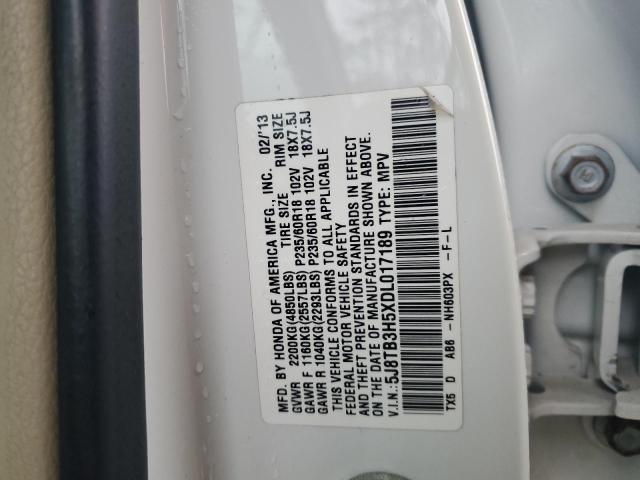 MFD. BY HONDA OF AMERICA MFG., INC. 02/'13
GVWR 2200KG(4850LBS) TIRE SIZE RIM SIZE
GAWR F 1160KG(2557LBS) P235/60R18 102V 18X7.5J
GAWR R 1040KG(2293LBS) P235/60R18 102V 18X7.5J
THIS VEHICLE CONFORMS TO ALL APPLICABLE
FEDERAL MOTOR VEHICLE SAFETY
AND THEFT PREVENTION STANDARDS IN EFFECT
ON THE DATE OF MANUFACTURE SHOWN ABOVE.
V.I.N.:5J8TB3H5XDL017189 TYPE: MPV
TX6 D AB6 -NH603PX -F-L